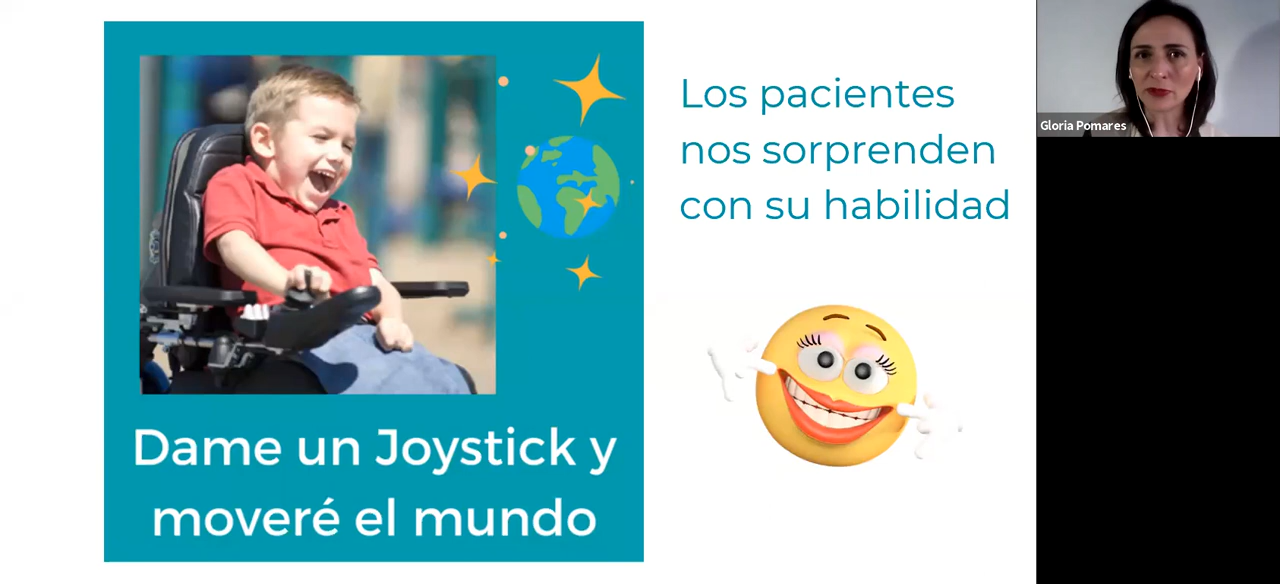 Los pacientes
nos sorprenden
con su habilidad
Dame un Joystick y
moveré el mundo
Gloria Pomares